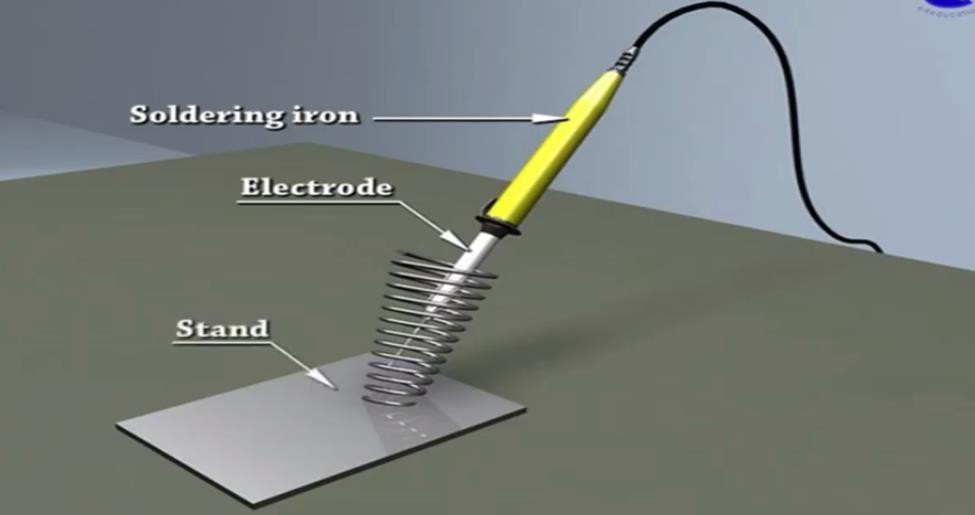 Soldering iron
Electrode
Stand